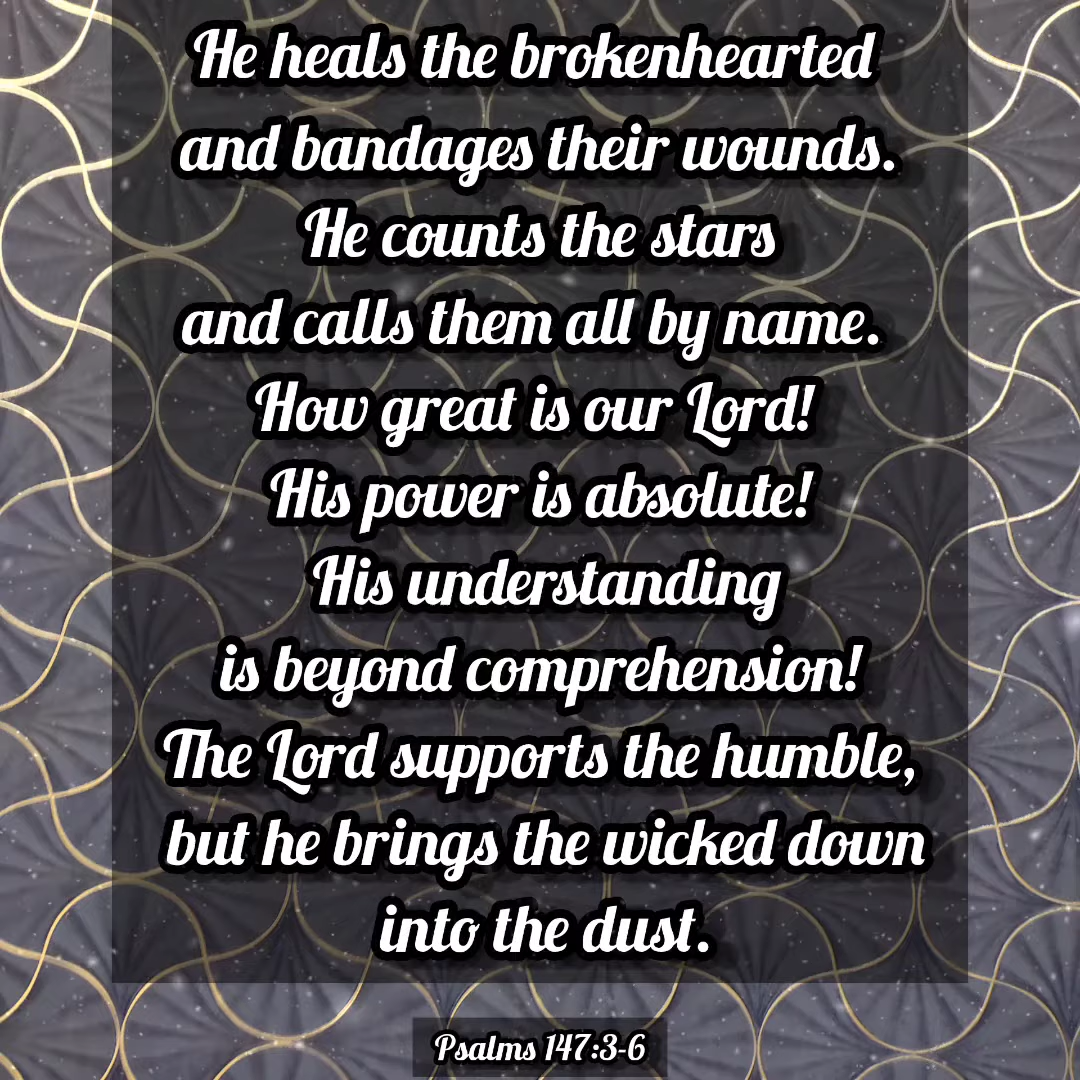 He heals the brokenhearted
and bandages their wounds.
He counts the stars
and calls them all by name.
How great is our Lord!
His power is absolute!
His understanding
is beyond comprehension!
The Lord supports the humble,
but he brings the wicked down
into the dust.
Psalms 147:3-6